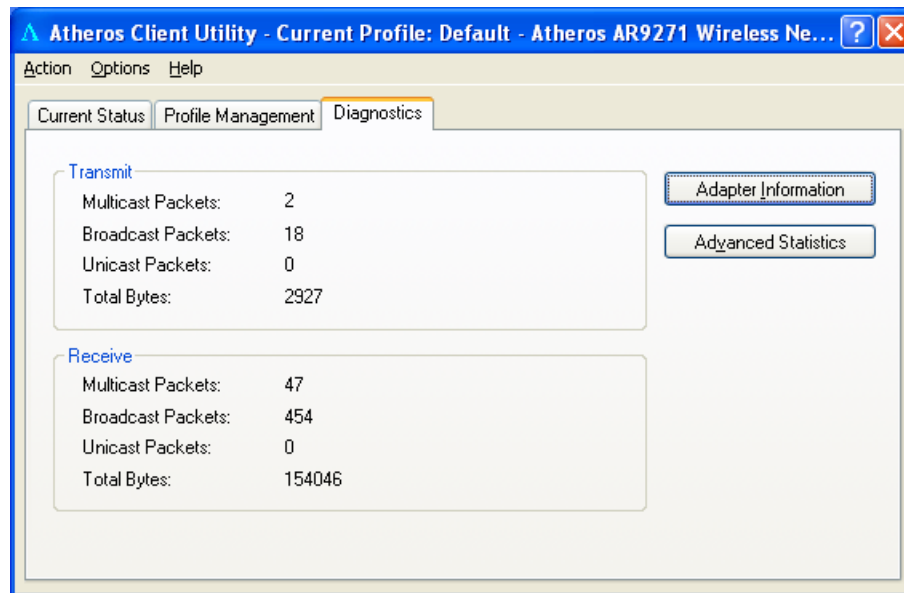 Atheros Client Utility - Current Profile: Default - Atheros AR9271 Wireless Ne...
Action Options Help
Current Status Profile Management Diagnostics
Transmit
Multicast Packets: 2
Broadcast Packets: 18
Unicast Packets: 0
Total Bytes: 2927
Adapter Information
Advanced Statistics
Receive
Multicast Packets: 47
Broadcast Packets: 454
Unicast Packets: 0
Total Bytes: 154046